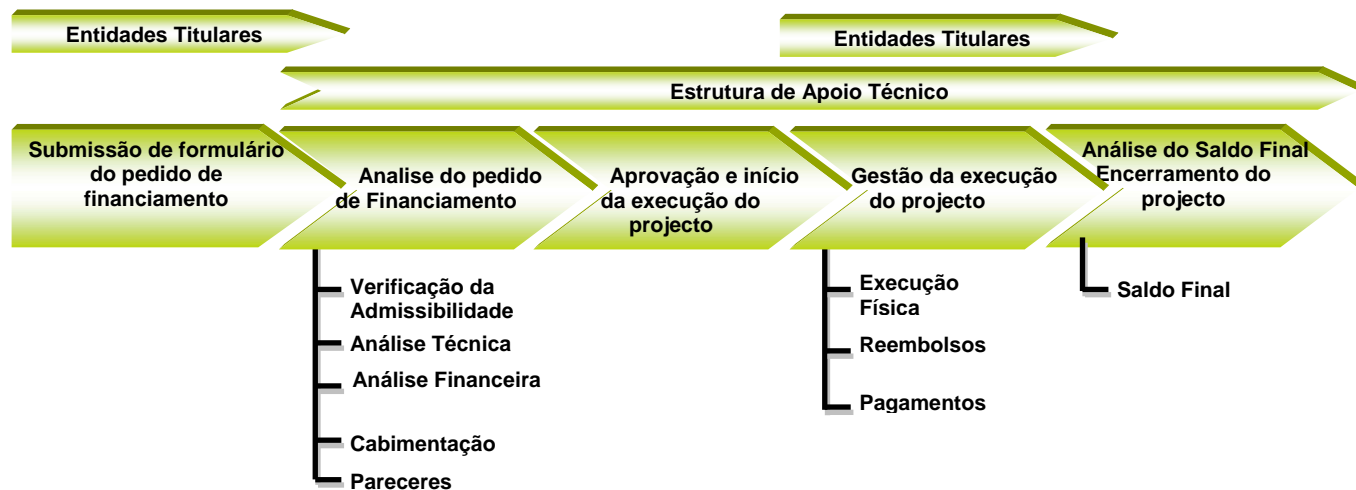 Entidades Titulares
Entidades Titulares
Estrutura de Apoio Técnico
Submissão de formulário
do pedido de
financiamento
Analise do pedido
de Financiamento
Aprovação e início
da execução do
projecto
Gestão da execução
do projecto
Análise do Saldo Final
Encerramento do
projecto
Verificação da
Admissibilidade
Análise Técnica
Análise Financeira
Cabimentação
Pareceres
Execução
Física
Reembolsos
Pagamentos
Saldo Final